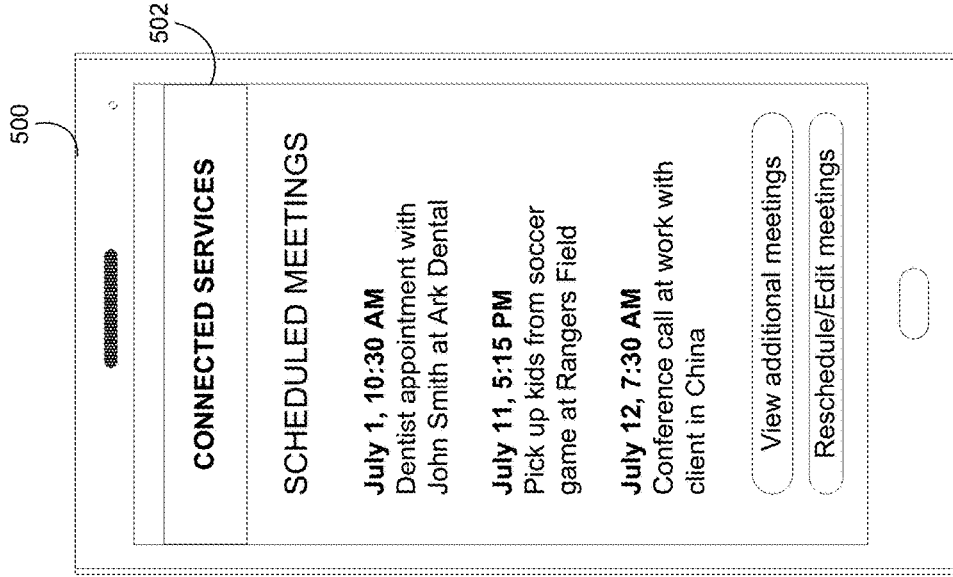 500
502
CONNECTED SERVICES
SCHEDULED MEETINGS
July 1, 10:30 AM
Dentist appointment with
John Smith at Ark Dental
July 11, 5:15 PM
Pick up kids from soccer
game at Rangers Field
July 12, 7:30 AM
Conference call at work with
client in China
View additional meetings
Reschedule/Edit meetings